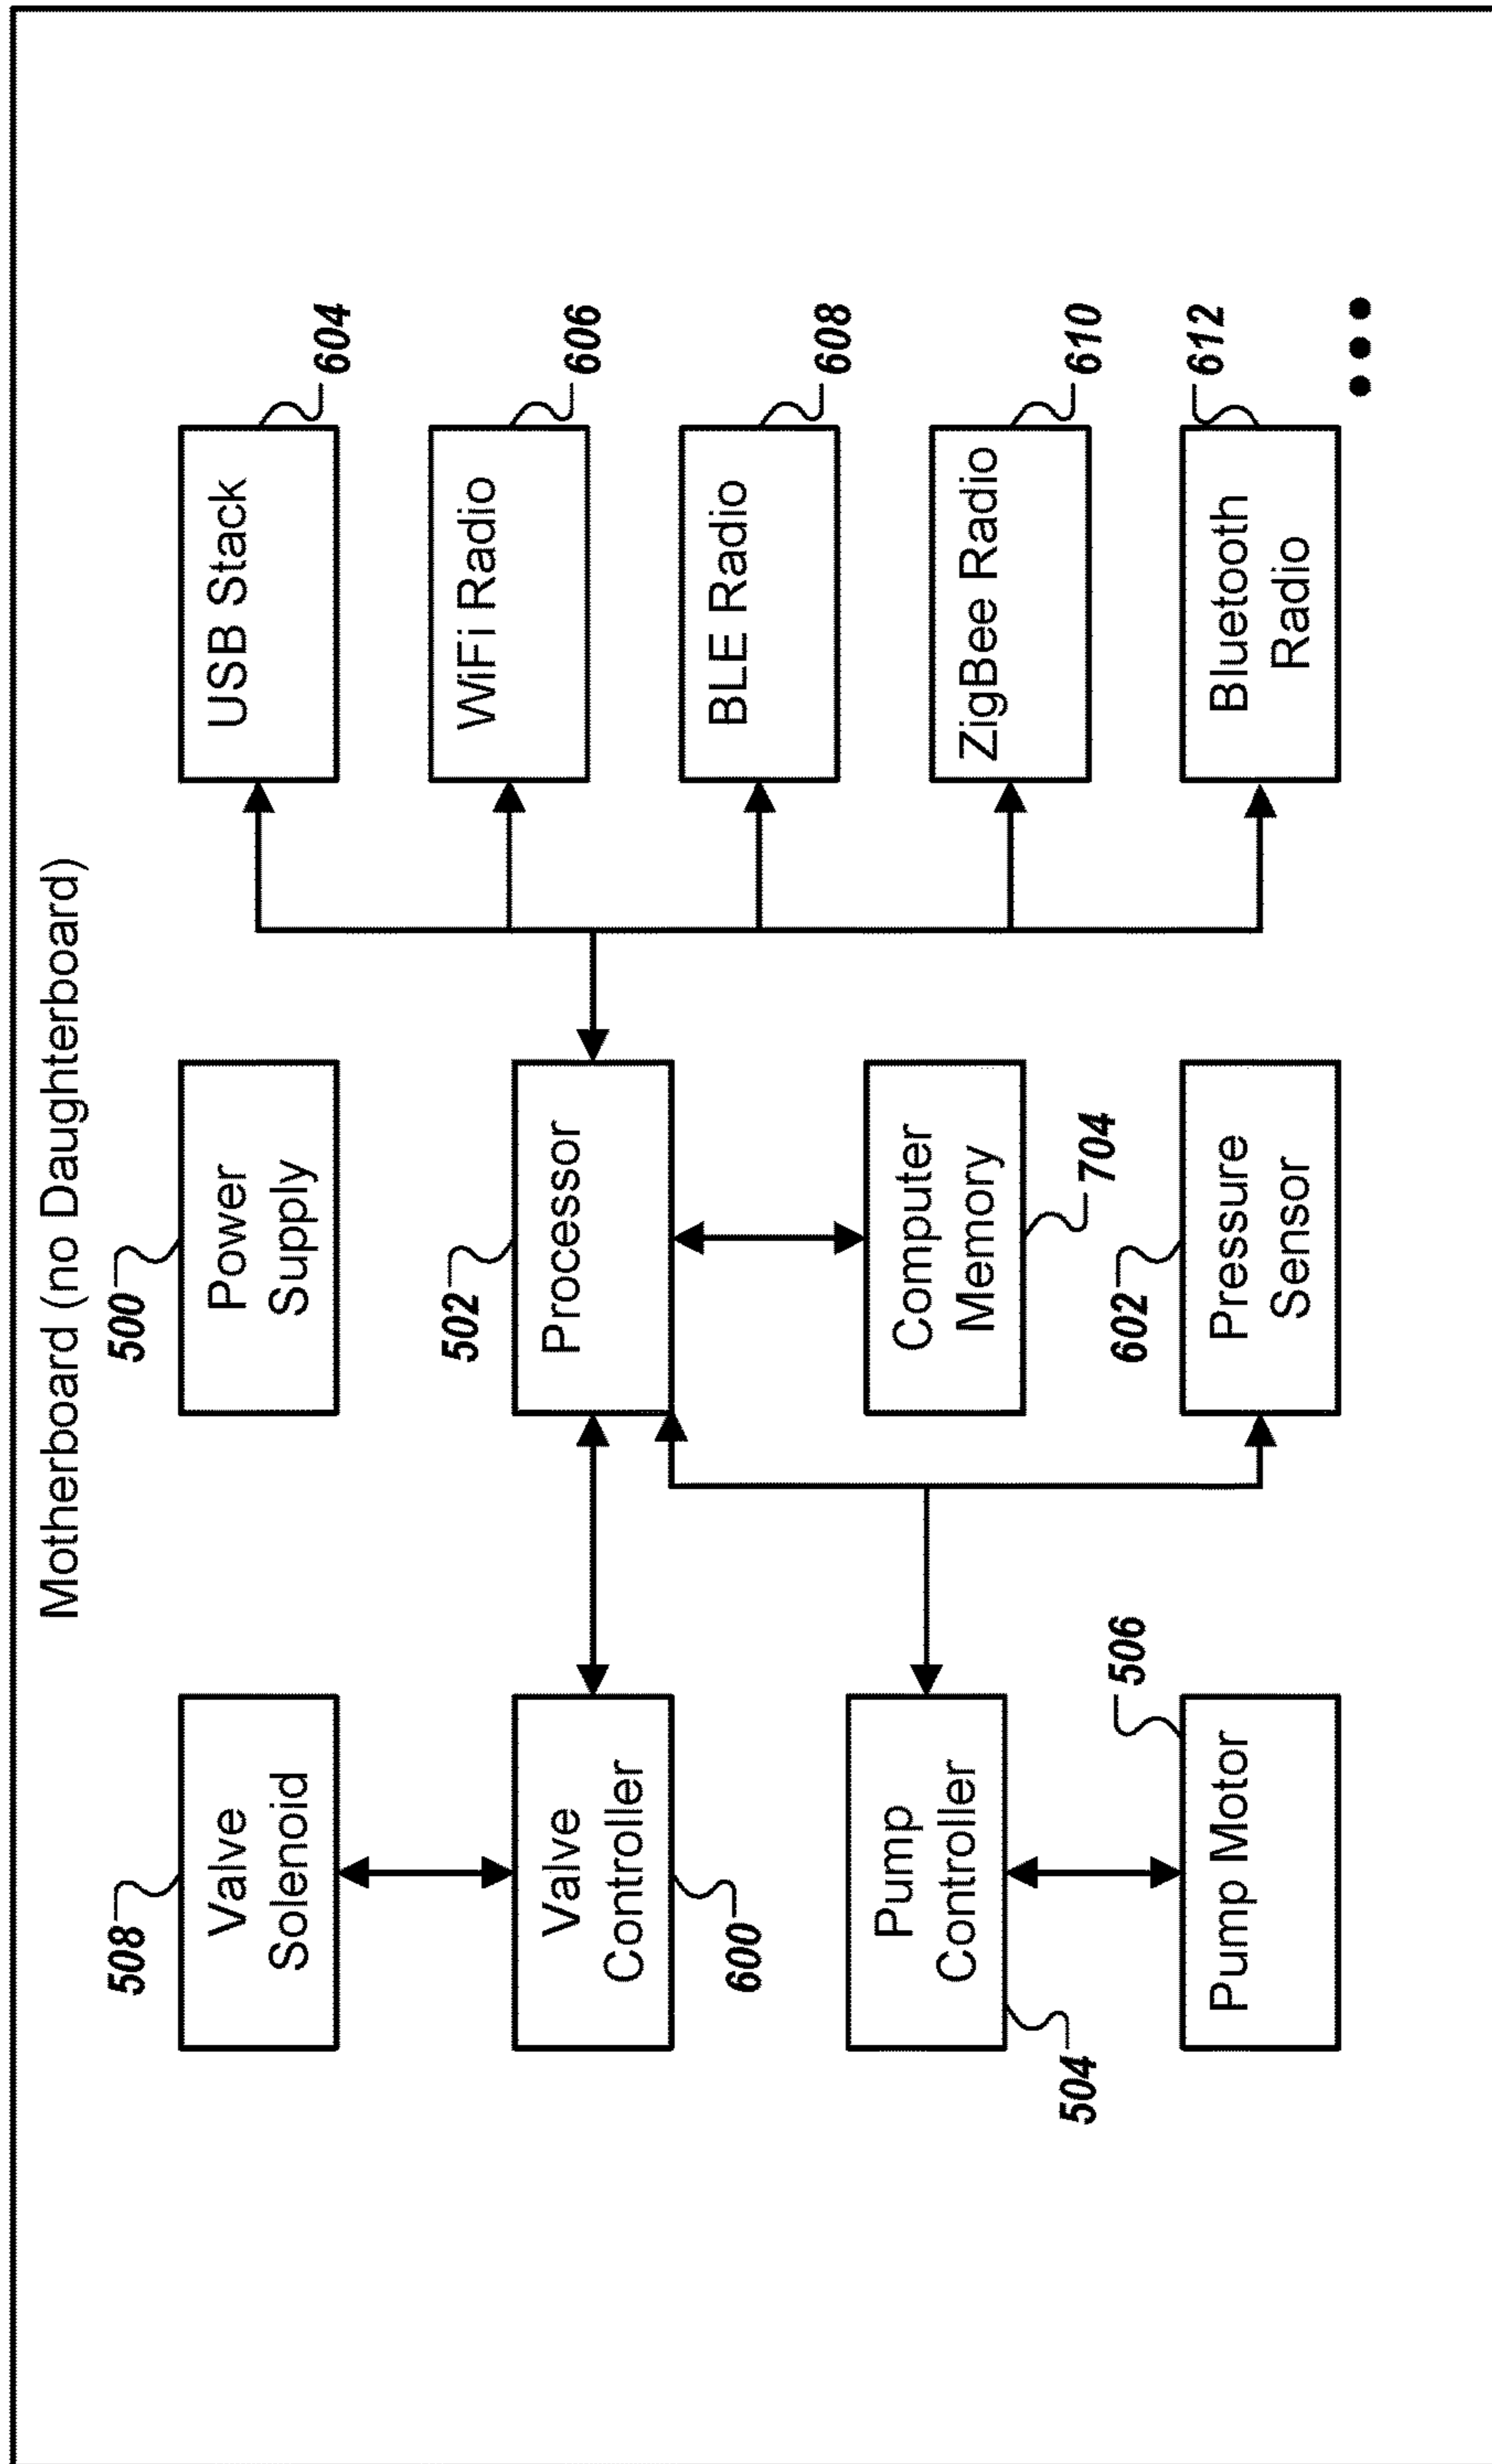 Motherboard (no Daughterboard)
508
Valve
Solenoid
500
Power
Supply
USB Stack
604
Valve
Controller
600
502
Processor
WiFi Radio
606
BLE Radio
608
Pump
Controller
504
Computer
Memory
704
ZigBee Radio
610
506
Pump Motor
602
Pressure
Sensor
612
Bluetooth
Radio